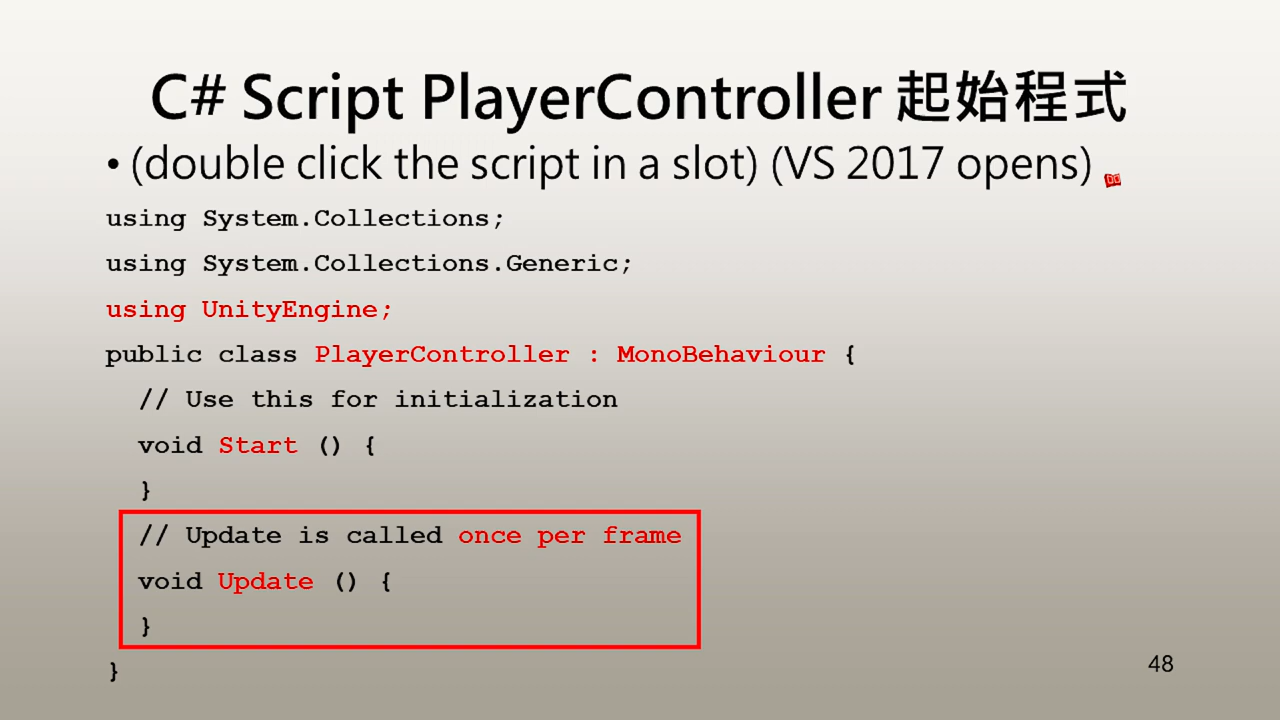 C# Script PlayerController 起始程式
• (double click the script in a slot) (VS 2017 opens)
using System.Collections;
using System.Collections.Generic;
using UnityEngine;
public class PlayerController : MonoBehaviour {
// Use this for initialization
void Start () {
}
// Update is called once per frame
void Update () {
}
}
48